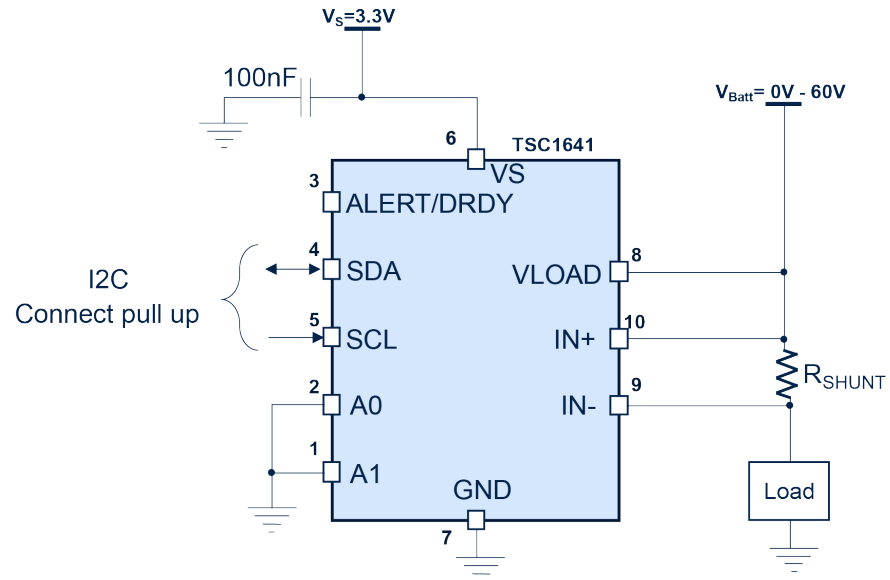 VS=3.3V
100nF
VBatt= 0V - 60V
6
TSC1641
VS
3
ALERT/DRDY
4
SDA
8
VLOAD
I2C
Connect pull up
5
SCL
10
IN+
RSHUNT
2
A0
9
IN-
1
A1
GND
Load
7